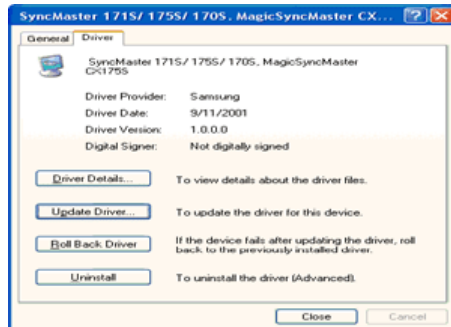 SyncMaster 171S/ 175S/ 170S, MagicSyncMaster CX...
General Driver
SyncMaster 171S/ 175S/ 170S, MagicSyncMaster
CX175S
Driver Provider: Samsung
Driver Date: 9/11/2001
Driver Version: 1.0.0.0
Digital Signer: Not digitally signed
Driver Details... To view details about the driver files.
Update Driver... To update the driver for this device.
Roll Back Driver If the device fails after updating the driver, roll
back to the previously installed driver.
Uninstall To uninstall the driver (Advanced).
Close Cancel